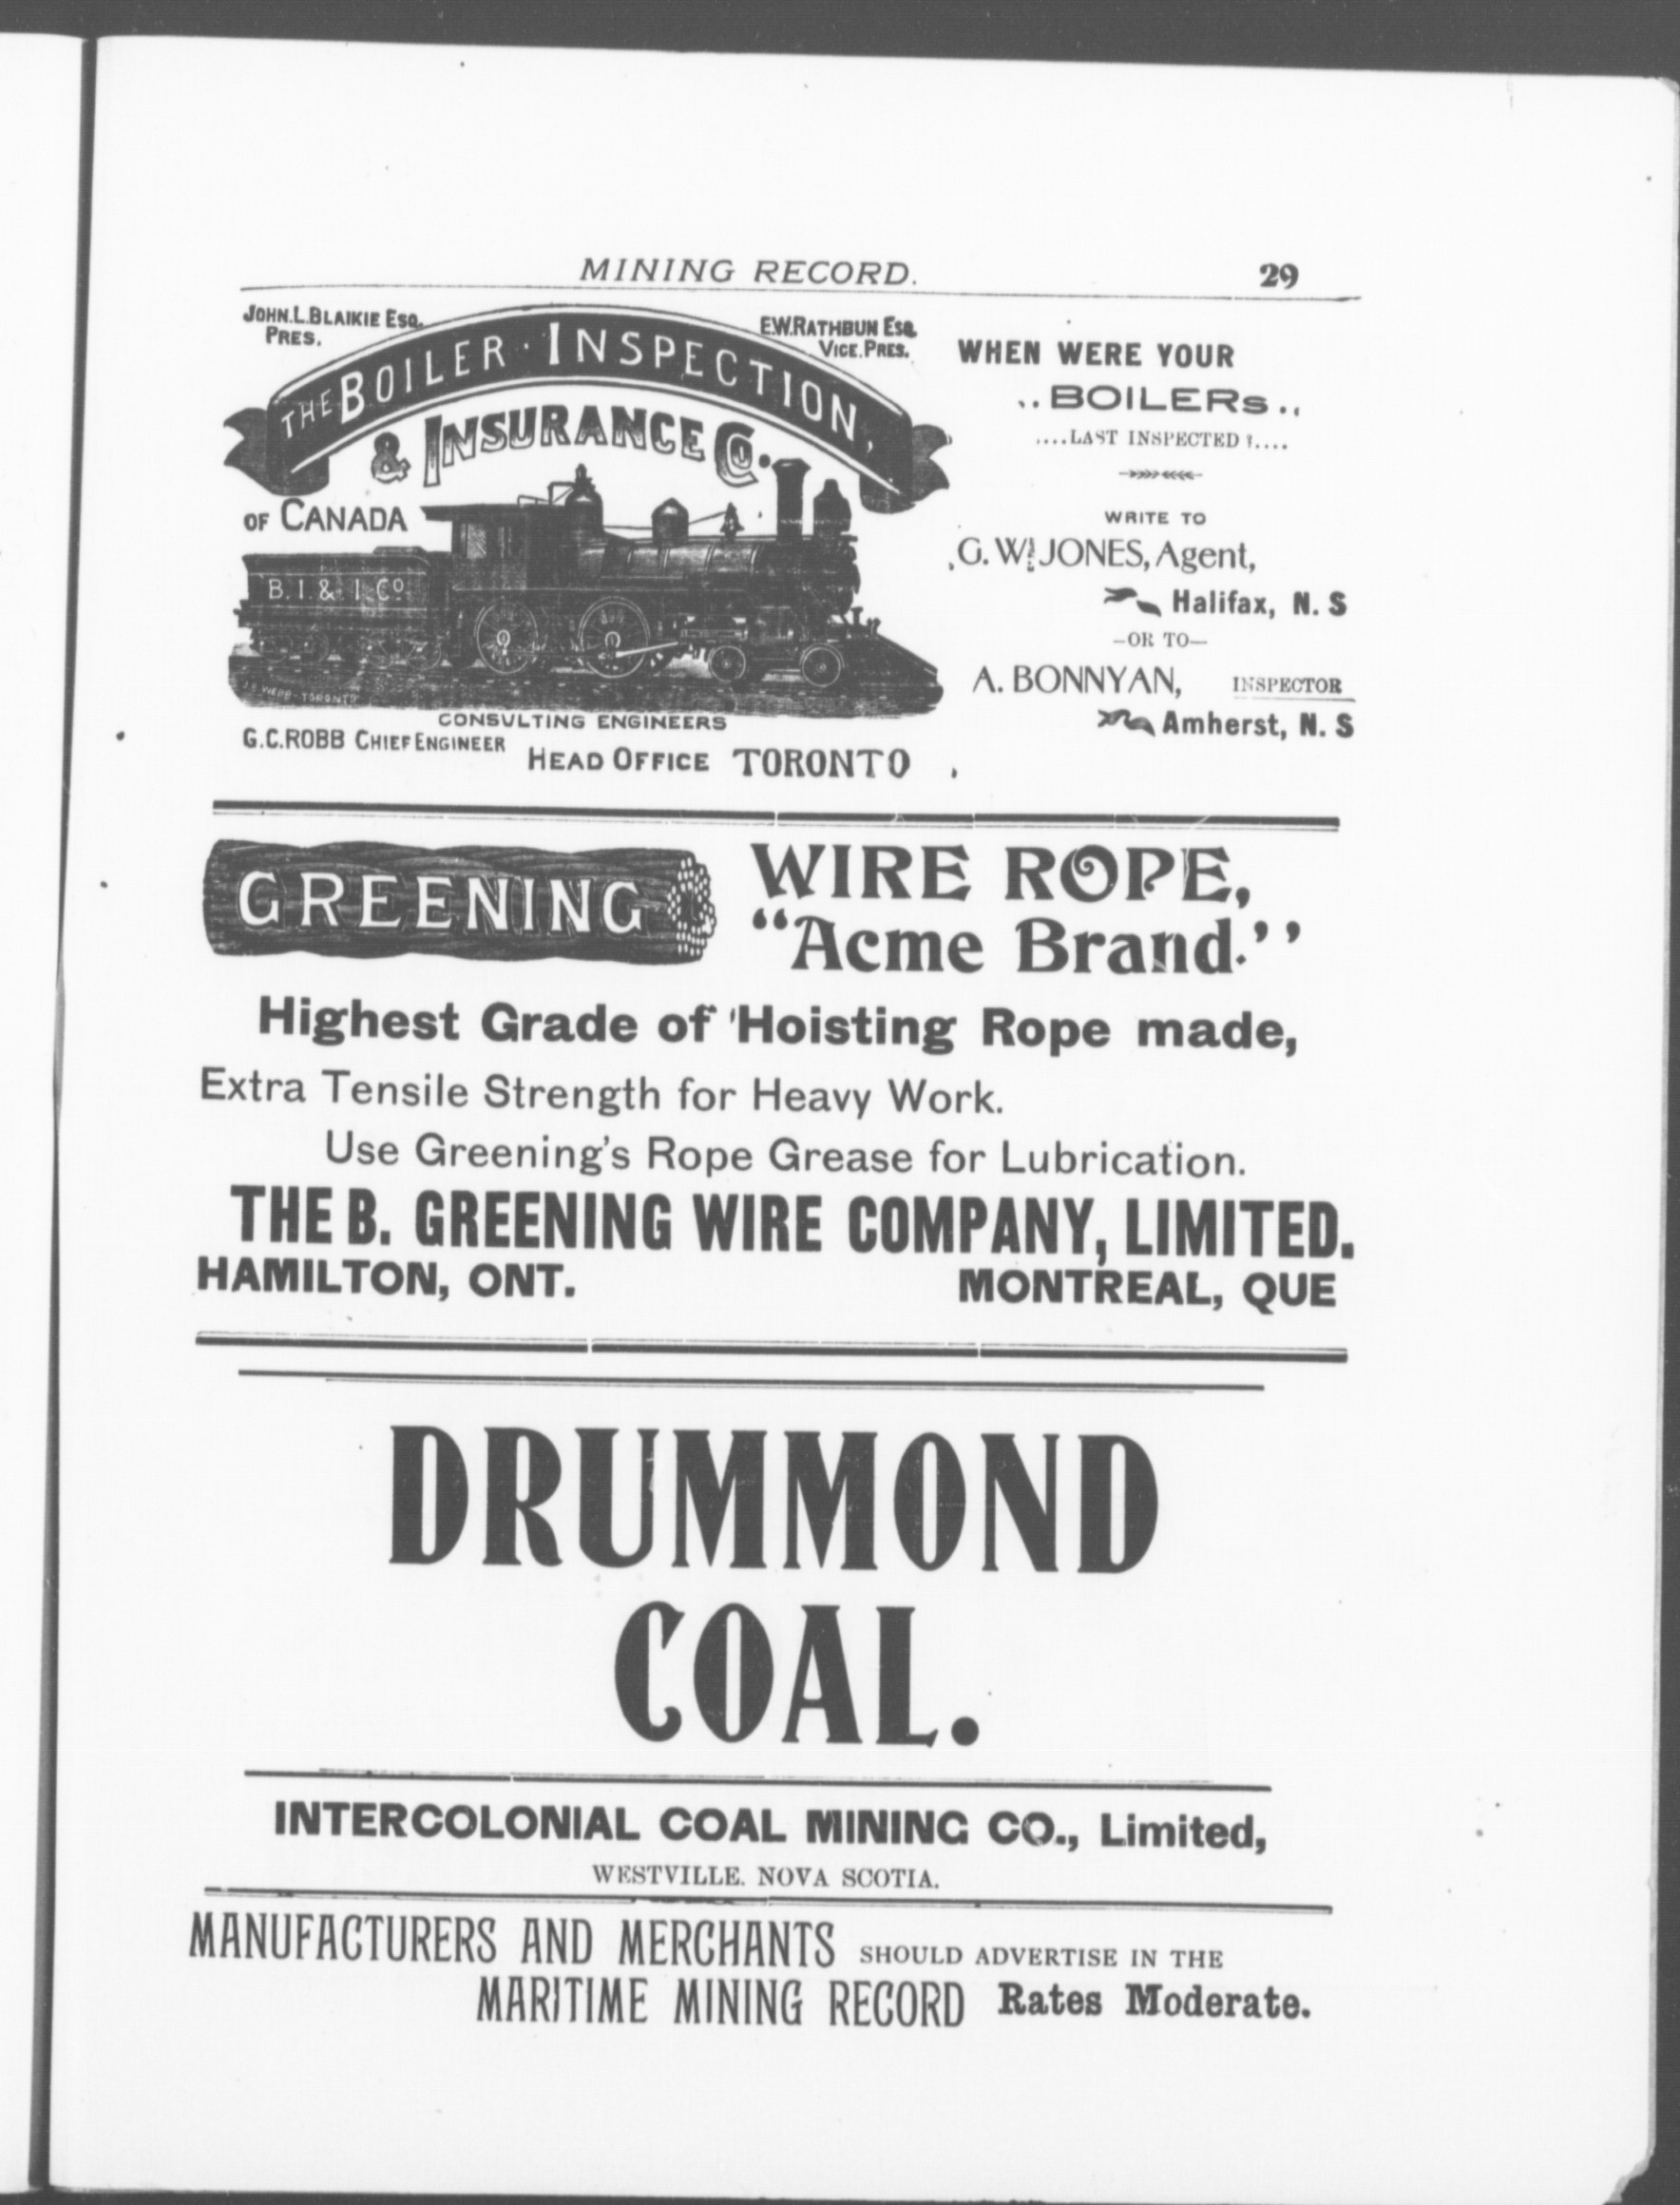 MINING RECORD. 29
JOHN.L.BLAIKIE ESQ.
PRES.
E.W.RATHBUN ESQ.
VICE.PRES.
THE BOILER · INSPECTION,
& INSURANCE CO.
OF CANADA
B. I. & I. CO
J.E. WEBB-TORONTO
CONSULTING ENGINEERS
G.C.ROBB CHIEF ENGINEER
HEAD OFFICE TORONTO
WHEN WERE YOUR
..BOILERS..
....LAST INSPECTED ?....
WRITE TO
G. W. JONES, Agent,
Halifax, N. S
—OR TO—
A. BONNYAN, INSPECTOR
Amherst, N. S
GREENING
WIRE ROPE,
“Acme Brand.’’
Highest Grade of Hoisting Rope made,
Extra Tensile Strength for Heavy Work.
Use Greening's Rope Grease for Lubrication.
THE B. GREENING WIRE COMPANY, LIMITED.
HAMILTON, ONT. MONTREAL, QUE
DRUMMOND
COAL.
INTERCOLONIAL COAL MINING CO., Limited,
WESTVILLE. NOVA SCOTIA.
MANUFACTURERS AND MERCHANTS SHOULD ADVERTISE IN THE
MARITIME MINING RECORD Rates Moderate.